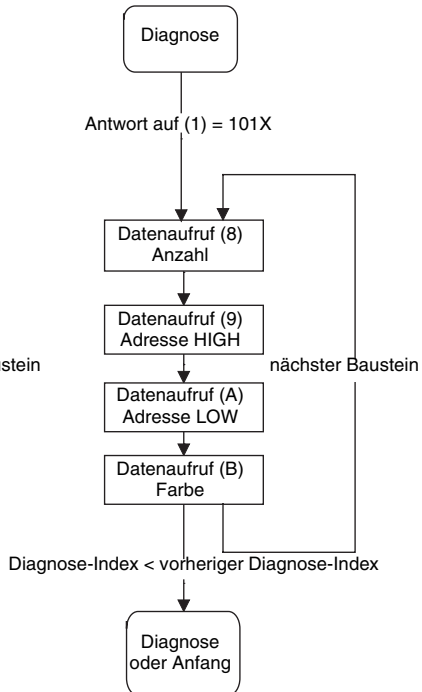 Diagnose
Antwort auf (1) = 101X
Datenaufruf (8)
Anzahl
Datenaufruf (9)
Adresse HIGH
stein
nächster Baustein
Datenaufruf (A)
Adresse LOW
Datenaufruf (B)
Farbe
Diagnose-Index < vorheriger Diagnose-Index
Diagnose
oder Anfang